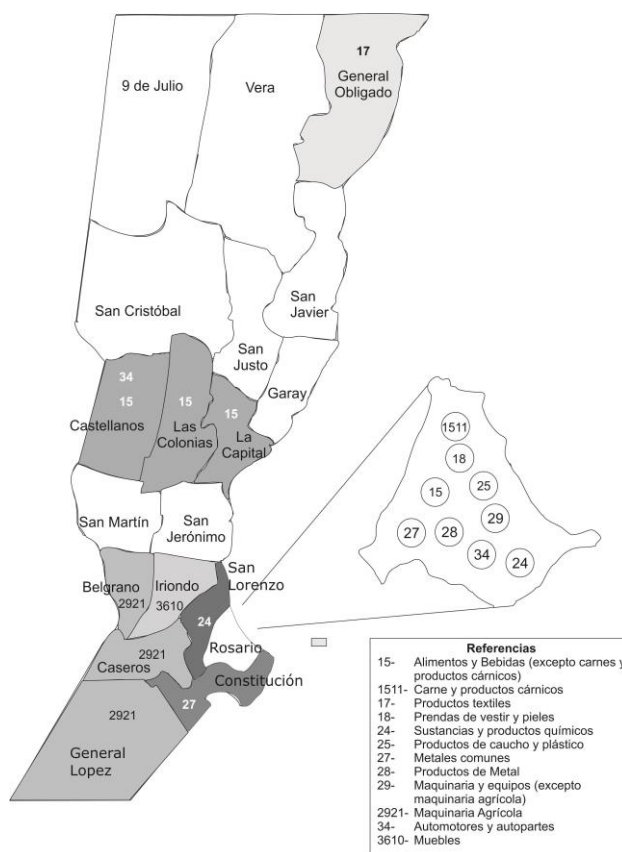 17
General
Obligado
9 de Julio
Vera
San Cristóbal
San
Javier
San
Justo
Garay
34
15
Castellanos
15
Las
Colonias
15
La
Capital
San Martín
San
Jerónimo
Belgrano
2921
Iriondo
3610
San
Lorenzo
24
Rosario
2921
Caseros
Constitución
27
2921
General
Lopez
1511
18
15
25
29
27
28
34
24
Referencias
15- Alimentos y Bebidas (excepto carnes y
productos cárnicos)
1511- Carne y productos cárnicos
17- Productos textiles
18- Prendas de vestir y pieles
24- Sustancias y productos químicos
25- Productos de caucho y plástico
27- Metales comunes
28- Productos de Metal
29- Maquinaria y equipos (excepto
maquinaria agrícola)
2921- Maquinaria Agrícola
34- Automotores y autopartes
3610- Muebles